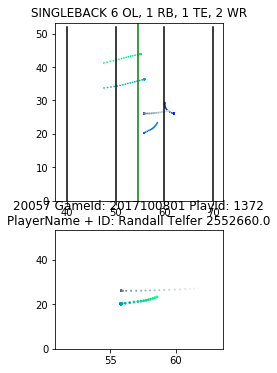 SINGLEBACK 6 OL, 1 RB, 1 TE, 2 WR
50
40
30
20
10
0
40 50 60 70
20057 GameId: 2017100801 PlayId: 1372
PlayerName + ID: Randall Telfer 2552660.0
40
20
0
55 60